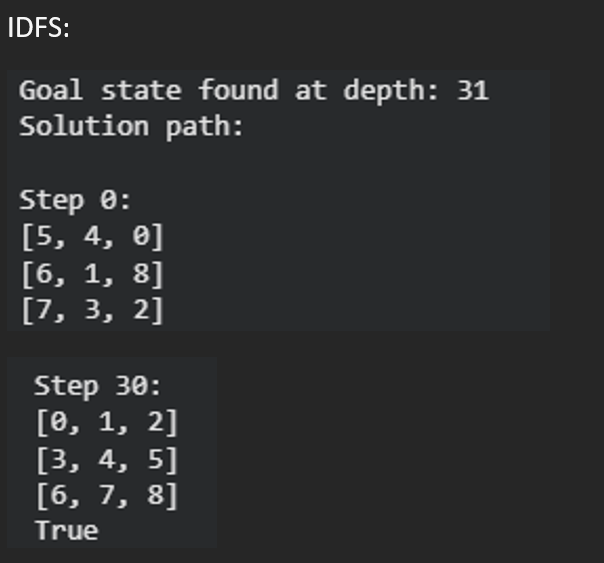 IDFS:
Goal state found at depth: 31
Solution path:
Step 0:
[5, 4, 0]
[6, 1, 8]
[7, 3, 2]
Step 30:
[0, 1, 2]
[3, 4, 5]
[6, 7, 8]
True